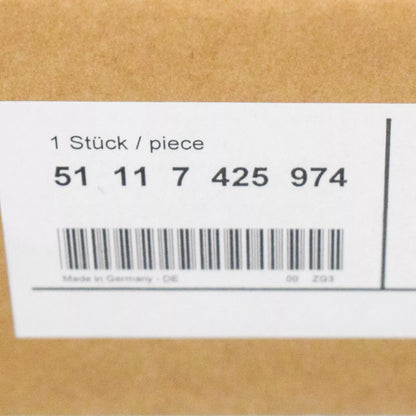 1 Stück / piece
51 11 7 425 974
Made in Germany - DE 00 ZG3